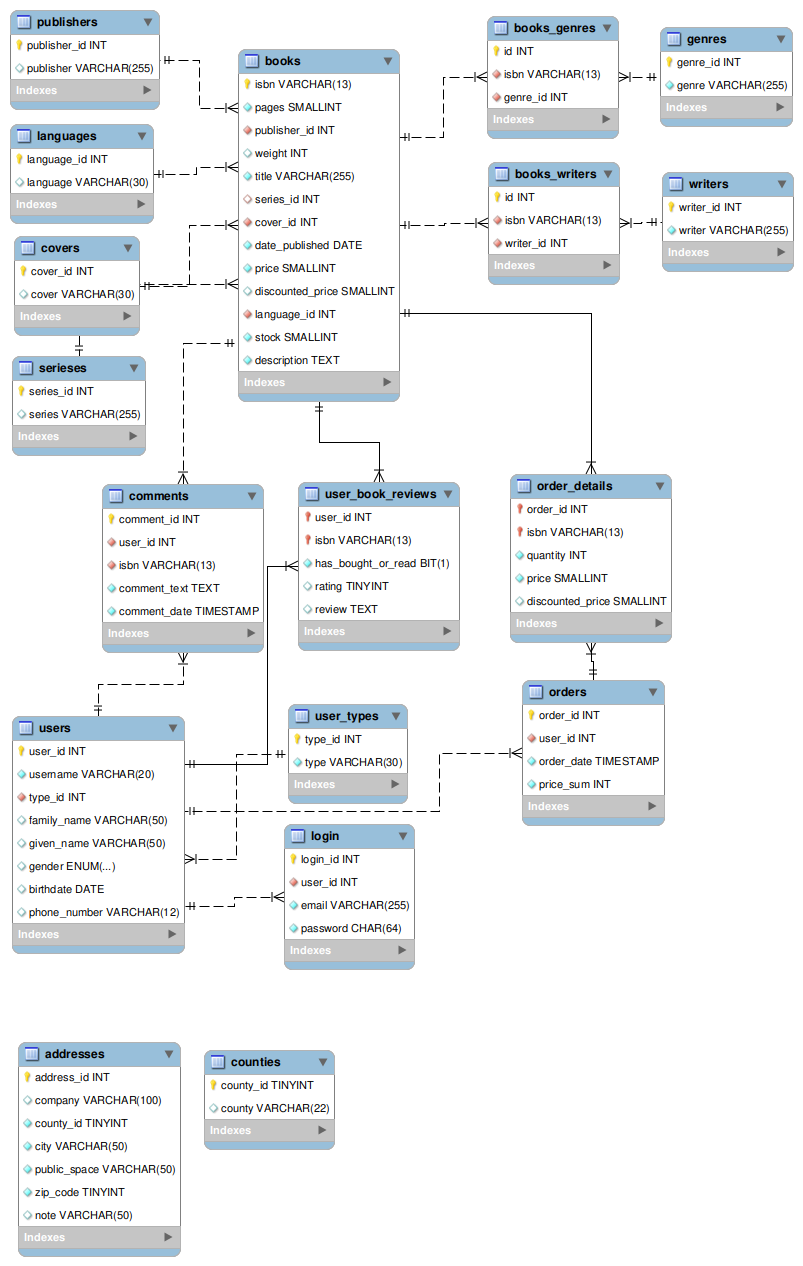 publishers
publisher_id INT
publisher VARCHAR(255)
Indexes
languages
language_id INT
language VARCHAR(30)
Indexes
covers
cover_id INT
cover VARCHAR(30)
Indexes
serieses
series_id INT
series VARCHAR(255)
Indexes
books
isbn VARCHAR(13)
pages SMALLINT
publisher_id INT
weight INT
title VARCHAR(255)
series_id INT
cover_id INT
date_published DATE
price SMALLINT
discounted_price SMALLINT
language_id INT
stock SMALLINT
description TEXT
Indexes
books_genres
id INT
isbn VARCHAR(13)
genre_id INT
Indexes
genres
genre_id INT
genre VARCHAR(255)
Indexes
books_writers
id INT
isbn VARCHAR(13)
writer_id INT
Indexes
writers
writer_id INT
writer VARCHAR(255)
Indexes
comments
comment_id INT
user_id INT
isbn VARCHAR(13)
comment_text TEXT
comment_date TIMESTAMP
Indexes
user_book_reviews
user_id INT
isbn VARCHAR(13)
has_bought_or_read BIT(1)
rating TINYINT
review TEXT
Indexes
order_details
order_id INT
isbn VARCHAR(13)
quantity INT
price SMALLINT
discounted_price SMALLINT
Indexes
users
user_id INT
username VARCHAR(20)
type_id INT
family_name VARCHAR(50)
given_name VARCHAR(50)
gender ENUM(...)
birthdate DATE
phone_number VARCHAR(12)
Indexes
user_types
type_id INT
type VARCHAR(30)
Indexes
orders
order_id INT
user_id INT
order_date TIMESTAMP
price_sum INT
Indexes
login
login_id INT
user_id INT
email VARCHAR(255)
password CHAR(64)
Indexes
addresses
address_id INT
company VARCHAR(100)
county_id TINYINT
city VARCHAR(50)
public_space VARCHAR(50)
zip_code TINYINT
note VARCHAR(50)
Indexes
counties
county_id TINYINT
county VARCHAR(22)
Indexes